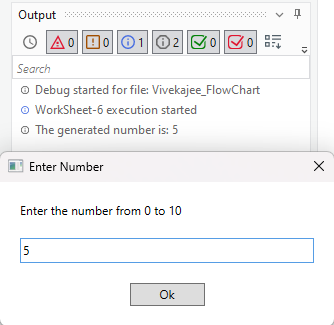 Output
0 0 1 2 0 0
Search
Debug started for file: Vivekajee_FlowChart
WorkSheet-6 execution started
The generated number is: 5
Enter Number
Enter the number from 0 to 10
5
Ok